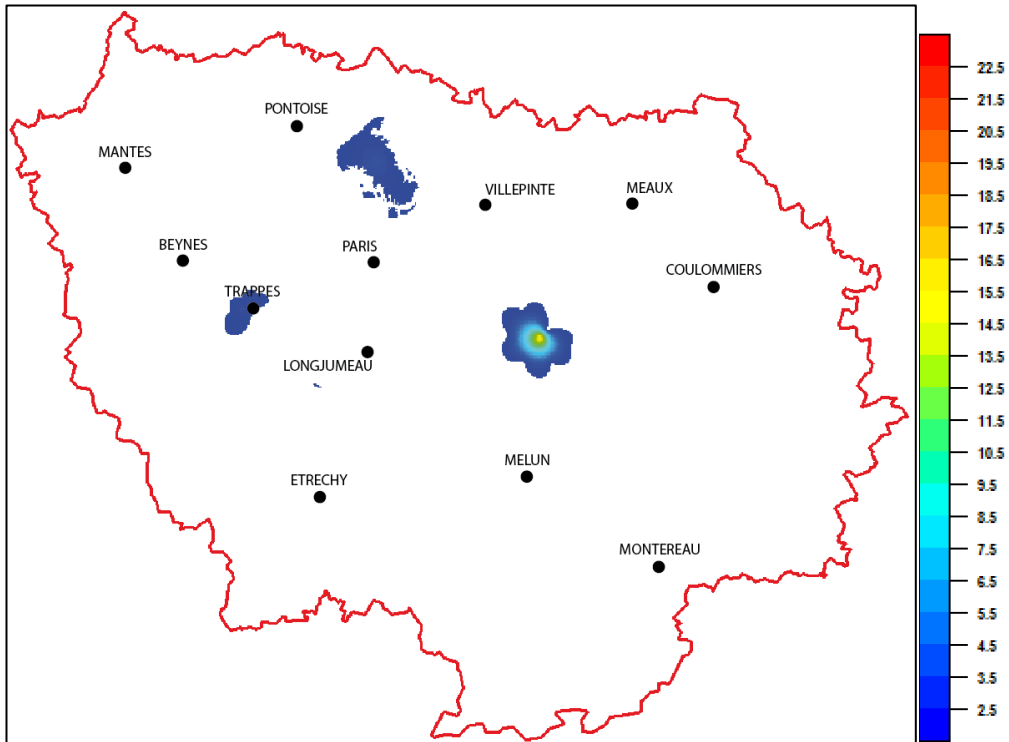 PONTOISE
MANTES
VILLEPINTE
MEAUX
BEYNES
PARIS
COULOMMIERS
TRAPPES
LONGJUMEAU
MELUN
ETRECHY
MONTEREAU
22.5
21.5
20.5
19.5
18.5
17.5
16.5
15.5
14.5
13.5
12.5
11.5
10.5
9.5
8.5
7.5
6.5
5.5
4.5
3.5
2.5